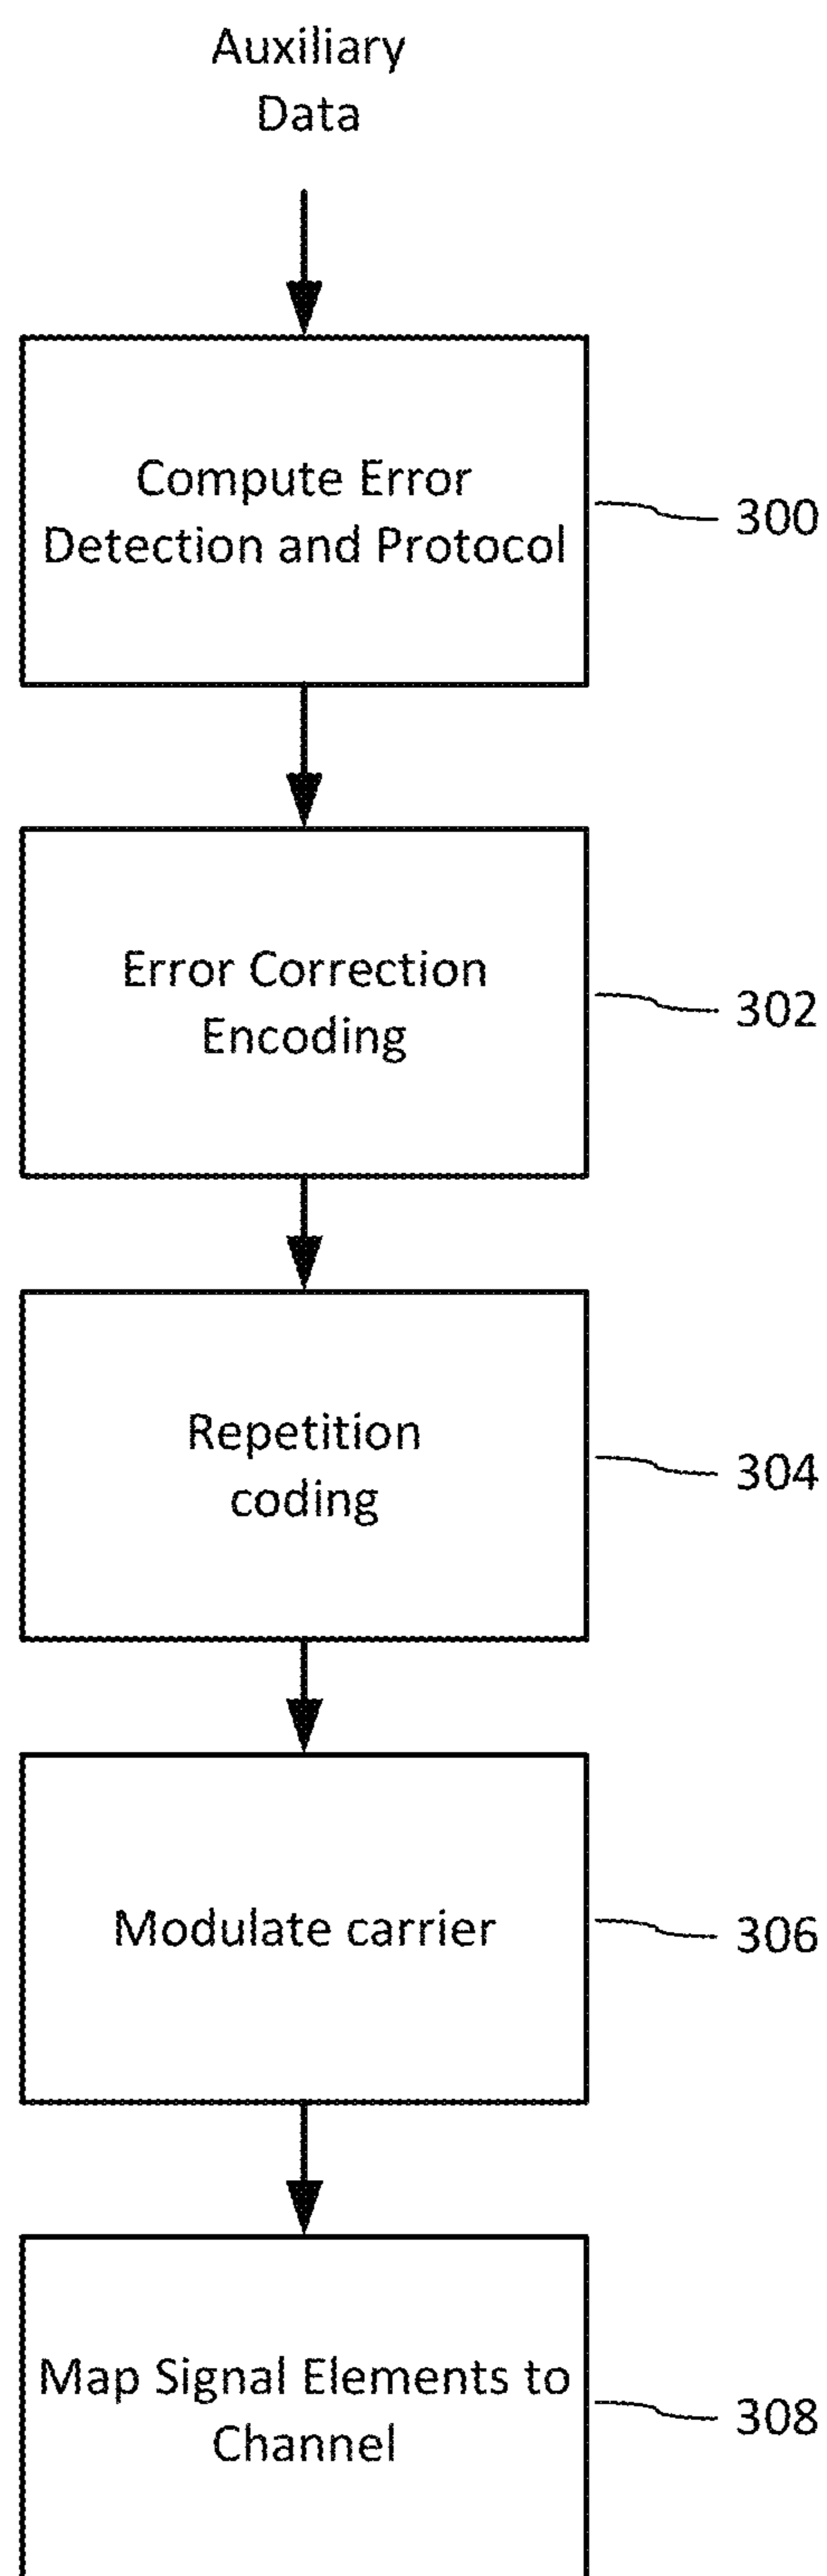 Auxiliary
Data
Compute Error
Detection and Protocol
300
Error Correction
Encoding
302
Repetition
coding
304
Modulate carrier
306
Map Signal Elements to
Channel
308